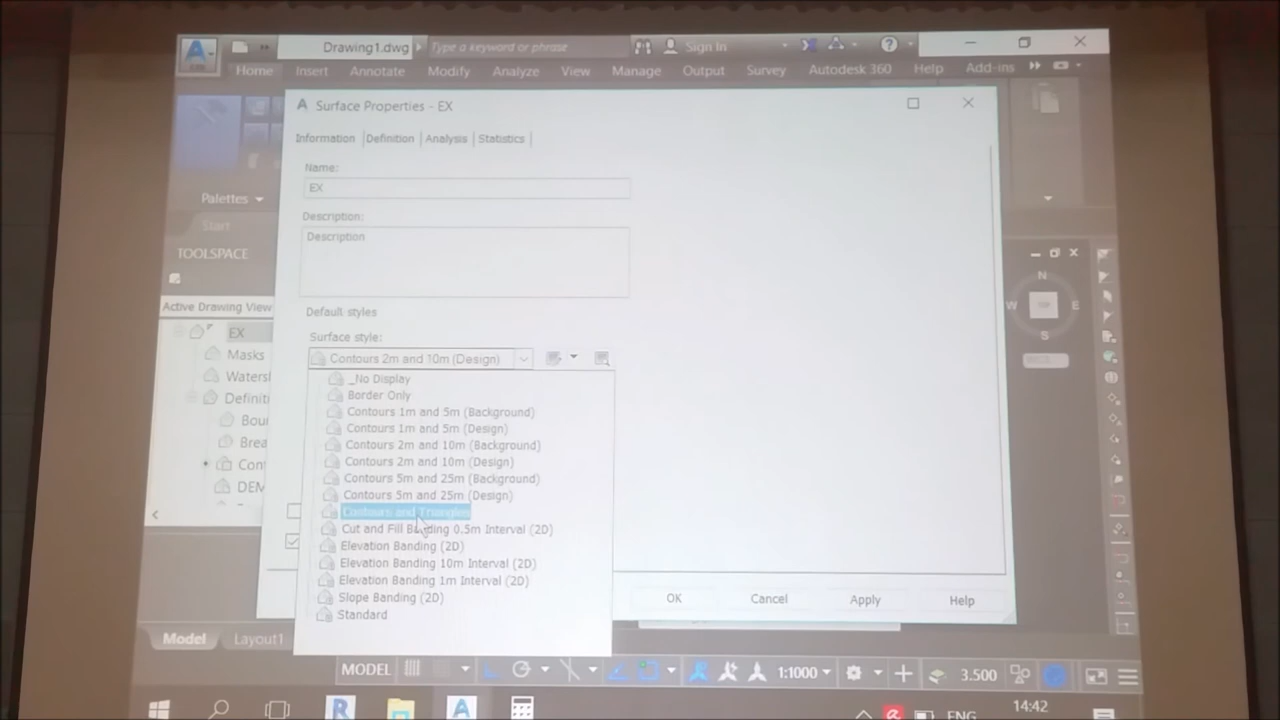 Drawing1.dwg
Type a keyword or phrase
Sign In
Home Insert Annotate Modify Analyze View Manage Output Survey Autodesk 360 Help Add-ins
Surface Properties - EX
Information Definition Analysis Statistics
Name:
EX
Palettes
Description:
Start
Description
TOOLSPACE
N
W
TOP
E
S
Active Drawing View
Default styles
EX
Surface style:
Masks
Contours 2m and 10m (Design)
Waters
_No Display
Definiti
Border Only
Contours 1m and 5m (Background)
Bou
Contours 1m and 5m (Design)
Brea
Contours 2m and 10m (Background)
Cont
Contours 2m and 10m (Design)
Contours 5m and 25m (Background)
DEM
Contours 5m and 25m (Design)
Contours and Triangles
Cut and Fill Banding 0.5m Interval (2D)
Elevation Banding (2D)
Elevation Banding 10m Interval (2D)
Elevation Banding 1m Interval (2D)
Slope Banding (2D)
Standard
OK Cancel Apply Help
Model Layout1
MODEL 1:1000 3.500
ENG
14:42